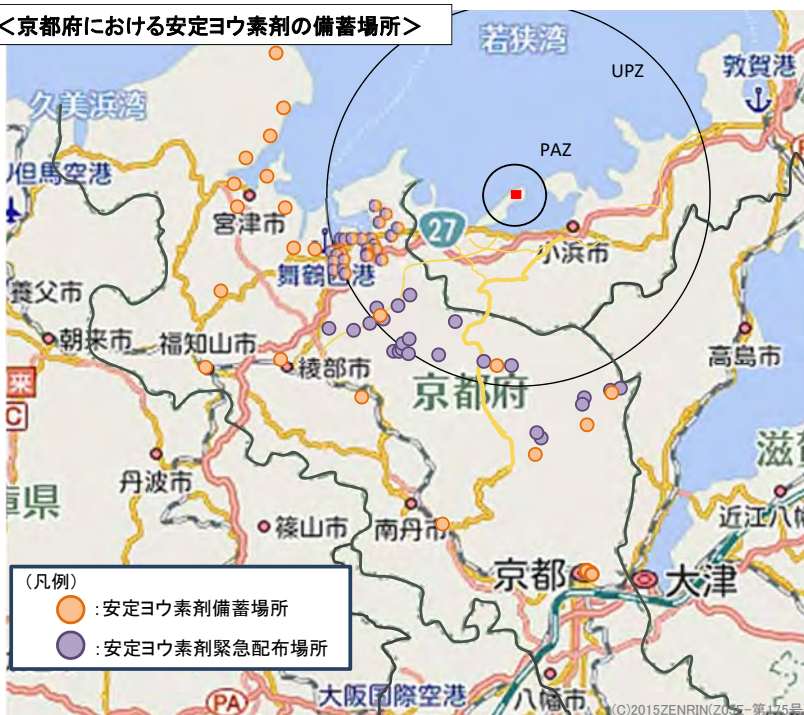 <京都府における安定ヨウ素剤の備蓄場所>
若狭湾
UPZ
敦賀港
久美浜湾
PAZ
但馬空港
宮津市
27
小浜市
舞鶴西港
養父市
朝来市
福知山市
綾部市
高島市
京都府
丹波市
滋
近江八幡
篠山市
南丹市
京都
大津
(凡例)
:安定ヨウ素剤備蓄場所
:安定ヨウ素剤緊急配布場所
PA
大阪国際空港
八幡市